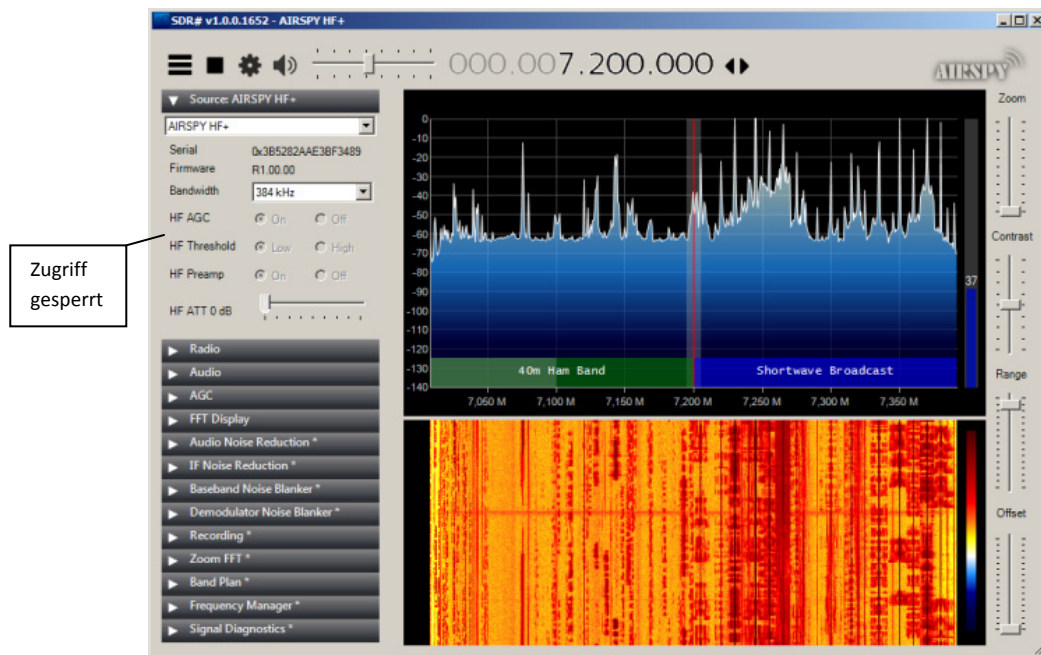 SDR# v1.0.0.1652 - AIRSPY HF+
000.007.200.000
AIRSPY
Source: AIRSPY HF+
AIRSPY HF+
Serial 0x3B5282AAE3BF3489
Firmware R1.00.00
Bandwidth 384 kHz
HF AGC On Off
HF Threshold Low High
HF Preamp On Off
HF ATT 0 dB
Zugriff
gesperrt
Radio
Audio
AGC
FFT Display
Audio Noise Reduction *
IF Noise Reduction *
Baseband Noise Blanker *
Demodulator Noise Blanker *
Recording *
Zoom FFT *
Band Plan *
Frequency Manager *
Signal Diagnostics *
0
-10
-20
-30
-40
-50
-60
-70
-80
-90
-100
-110
-120
-130
-140
40m Ham Band Shortwave Broadcast
7,050 M 7,100 M 7,150 M 7,200 M 7,250 M 7,300 M 7,350 M
37
Zoom
Contrast
Range
Offset